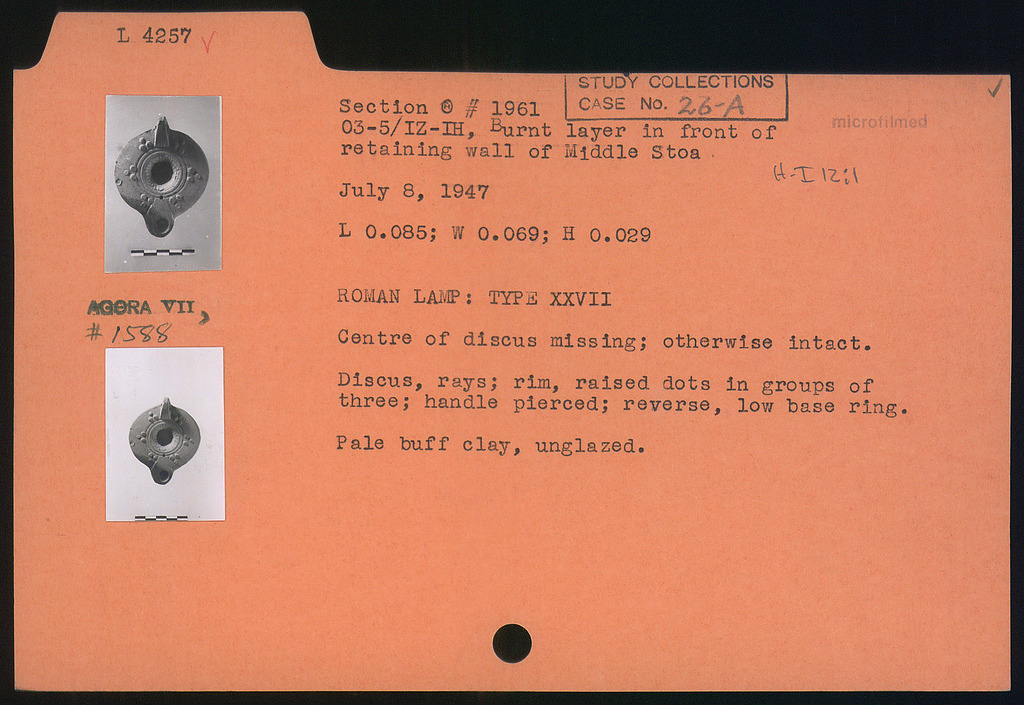 L 4257 ✓
STUDY COLLECTIONS
CASE No. 26-A
✓
microfilmed
Section Θ # 1961
03-5/IZ-IH, Burnt layer in front of
retaining wall of Middle Stoa.
H-I 12:1
July 8, 1947
L 0.085; W 0.069; H 0.029
AGORA VII,
# 1588
ROMAN LAMP: TYPE XXVII
Centre of discus missing; otherwise intact.
Discus, rays; rim, raised dots in groups of
three; handle pierced; reverse, low base ring.
Pale buff clay, unglazed.